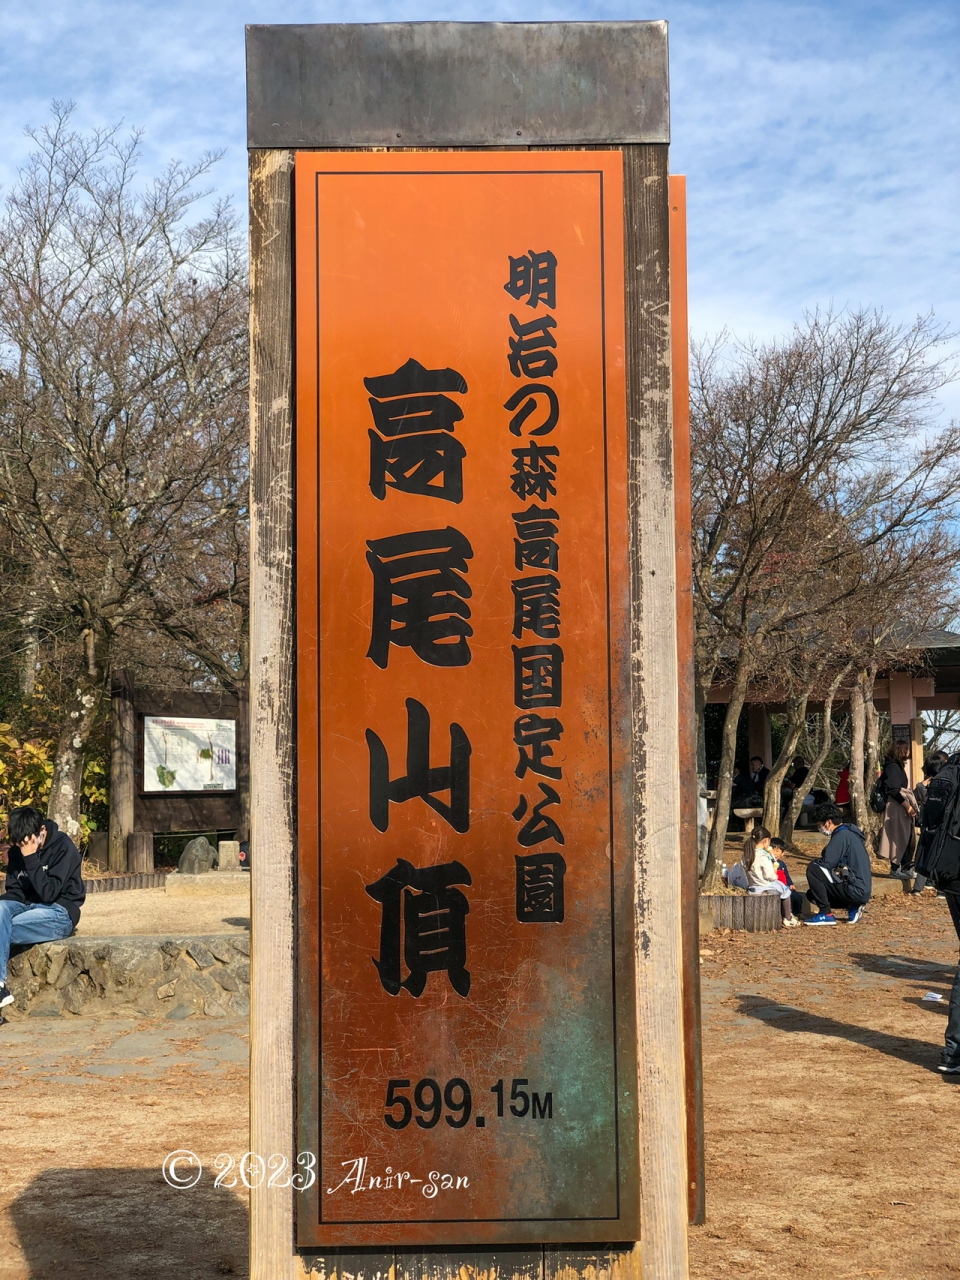 明治の森高尾国定公園
高尾山頂
599.15M
© 2023 Anir-san